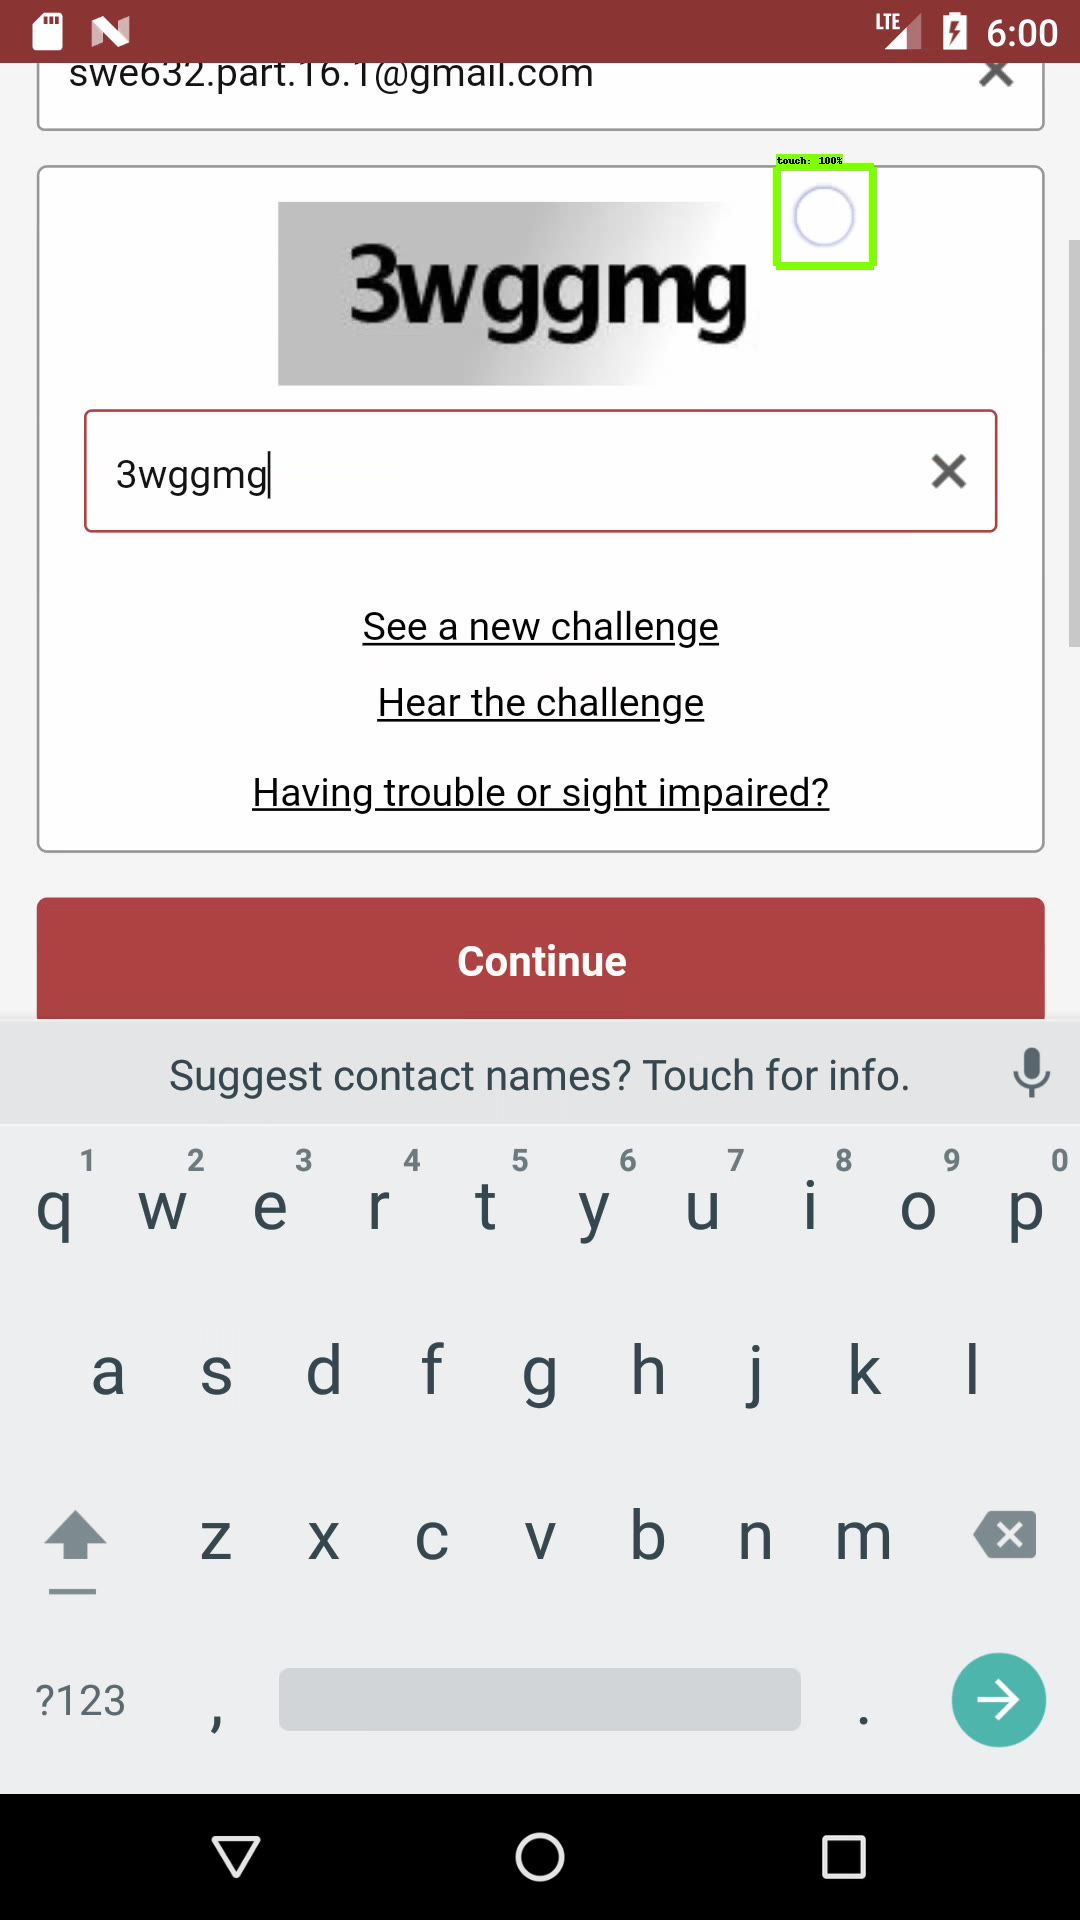 LTE 6:00
swe632.part.16.1@gmail.com
touch: 100%
3wggmg
3wggmg
See a new challenge
Hear the challenge
Having trouble or sight impaired?
Continue
Suggest contact names? Touch for info.
1 2 3 4 5 6 7 8 9 0
q w e r t y u i o p
a s d f g h j k l
z x c v b n m
?123 , .